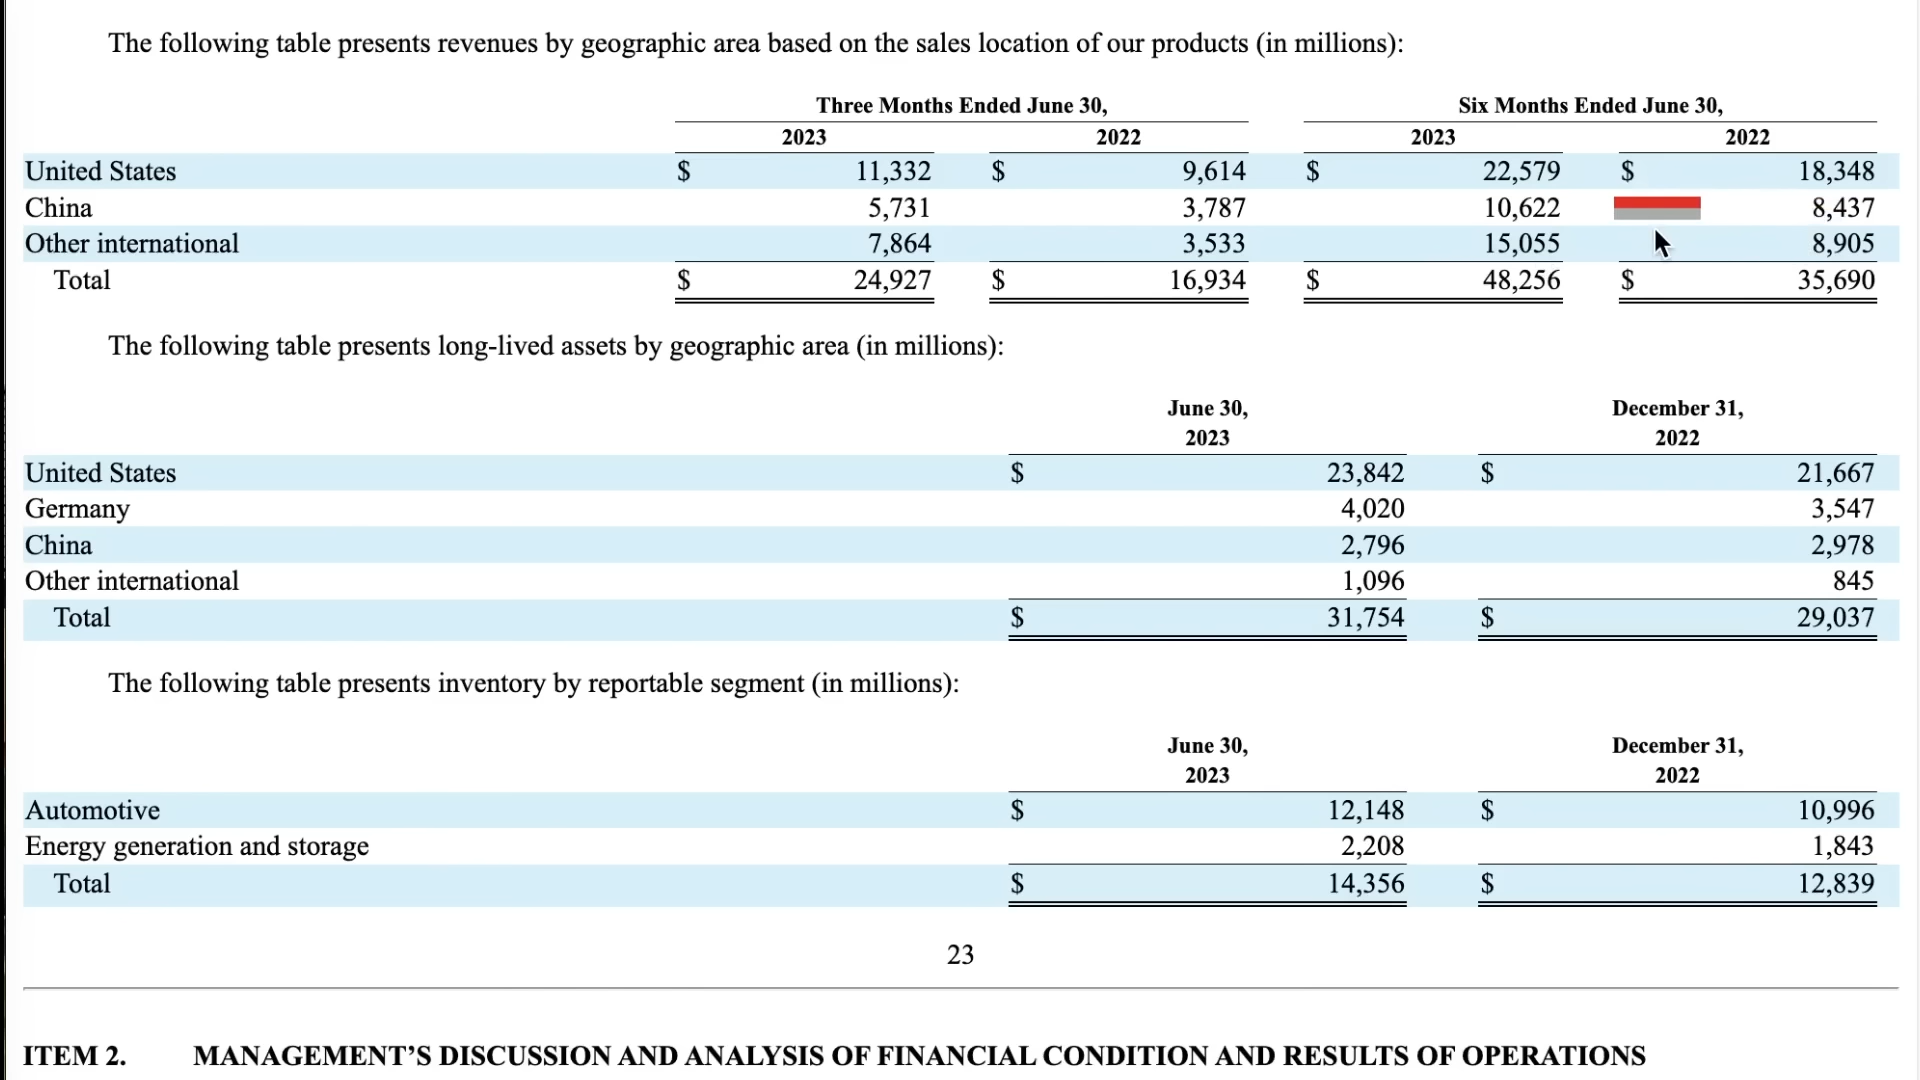 The following table presents revenues by geographic area based on the sales location of our products (in millions):
Three Months Ended June 30, Six Months Ended June 30,
2023 2022 2023 2022
United States $ 11,332 $ 9,614 $ 22,579 $ 18,348
China 5,731 3,787 10,622 8,437
Other international 7,864 3,533 15,055 8,905
Total $ 24,927 $ 16,934 $ 48,256 $ 35,690
The following table presents long-lived assets by geographic area (in millions):
June 30, December 31,
2023 2022
United States $ 23,842 $ 21,667
Germany 4,020 3,547
China 2,796 2,978
Other international 1,096 845
Total $ 31,754 $ 29,037
The following table presents inventory by reportable segment (in millions):
June 30, December 31,
2023 2022
Automotive $ 12,148 $ 10,996
Energy generation and storage 2,208 1,843
Total $ 14,356 $ 12,839
23
ITEM 2. MANAGEMENT’S DISCUSSION AND ANALYSIS OF FINANCIAL CONDITION AND RESULTS OF OPERATIONS